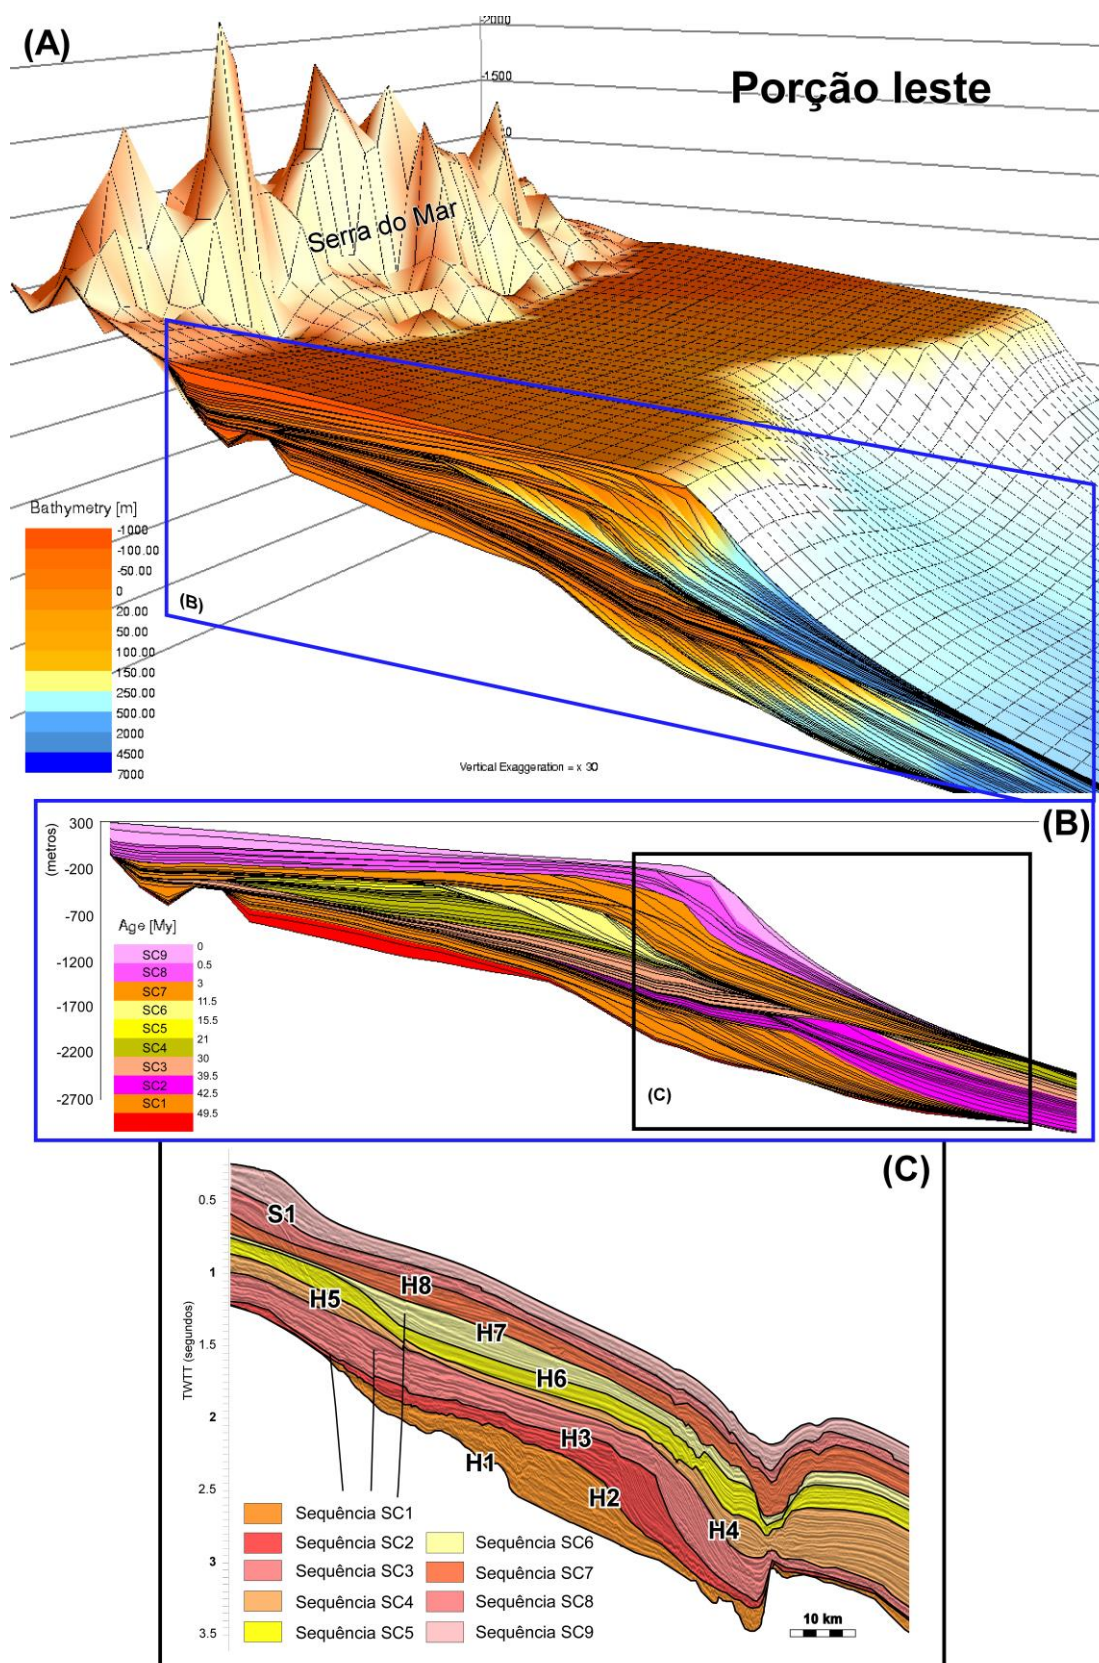 (A)
-2000
Porção leste
-1500
Serra do Mar
Bathymetry [m]
-1000
-100.00
-50.00
0
20.00
50.00
100.00
150.00
250.00
500.00
2000
4500
7000
(B)
Vertical Exaggeration = x 30
(B)
(metros)
300
-200
-700
-1200
-1700
-2200
-2700
Age [My]
SC9
SC8
SC7
SC6
SC5
SC4
SC3
SC2
SC1
0
0.5
3
11.5
15.5
21
30
39.5
42.5
49.5
(C)
(C)
TWTT (segundos)
0.5
1
1.5
2
2.5
3
3.5
S1
H8
H5
H7
H6
H3
H1
H2
H4
Sequência SC1
Sequência SC2
Sequência SC3
Sequência SC4
Sequência SC5
Sequência SC6
Sequência SC7
Sequência SC8
Sequência SC9
10 km